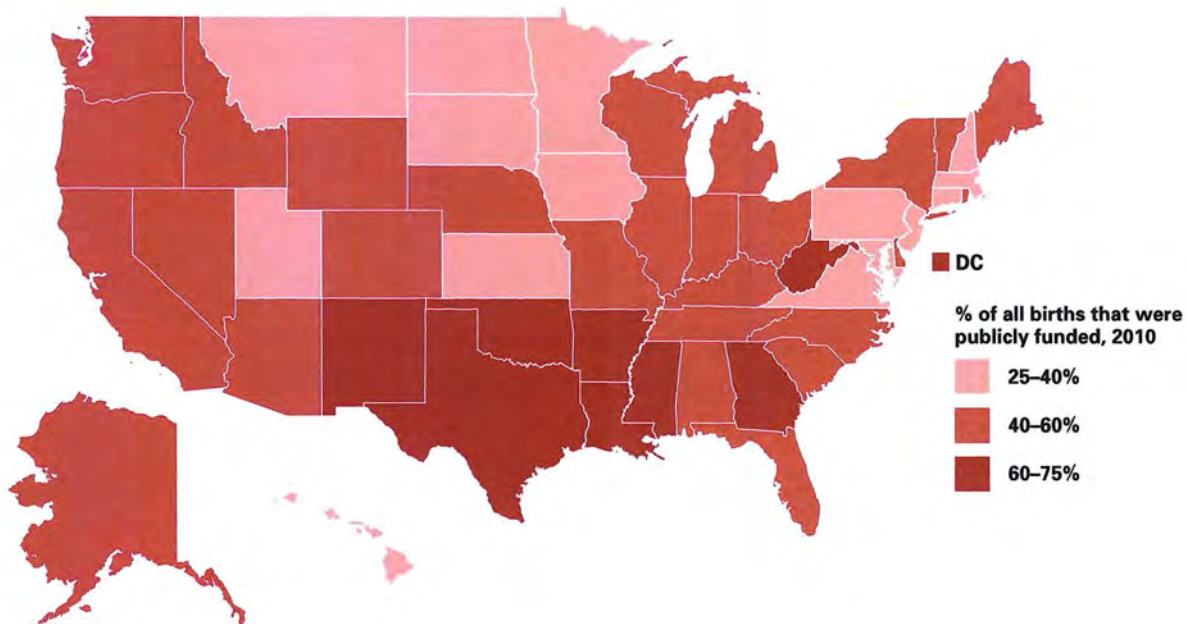 DC
% of all births that were
publicly funded, 2010
25–40%
40–60%
60–75%